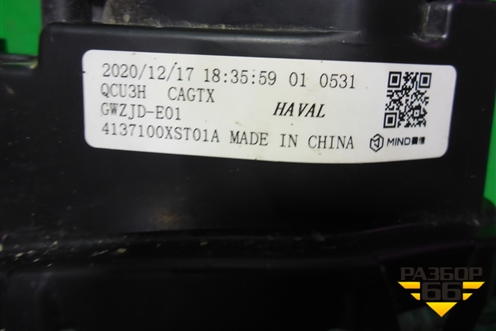 2020/12/17 18:35:59 01 0531
QCU3H CAGTX
GWZJD-E01 HAVAL
4137100XST01A MADE IN CHINA
MIND
РАЗБОР
66